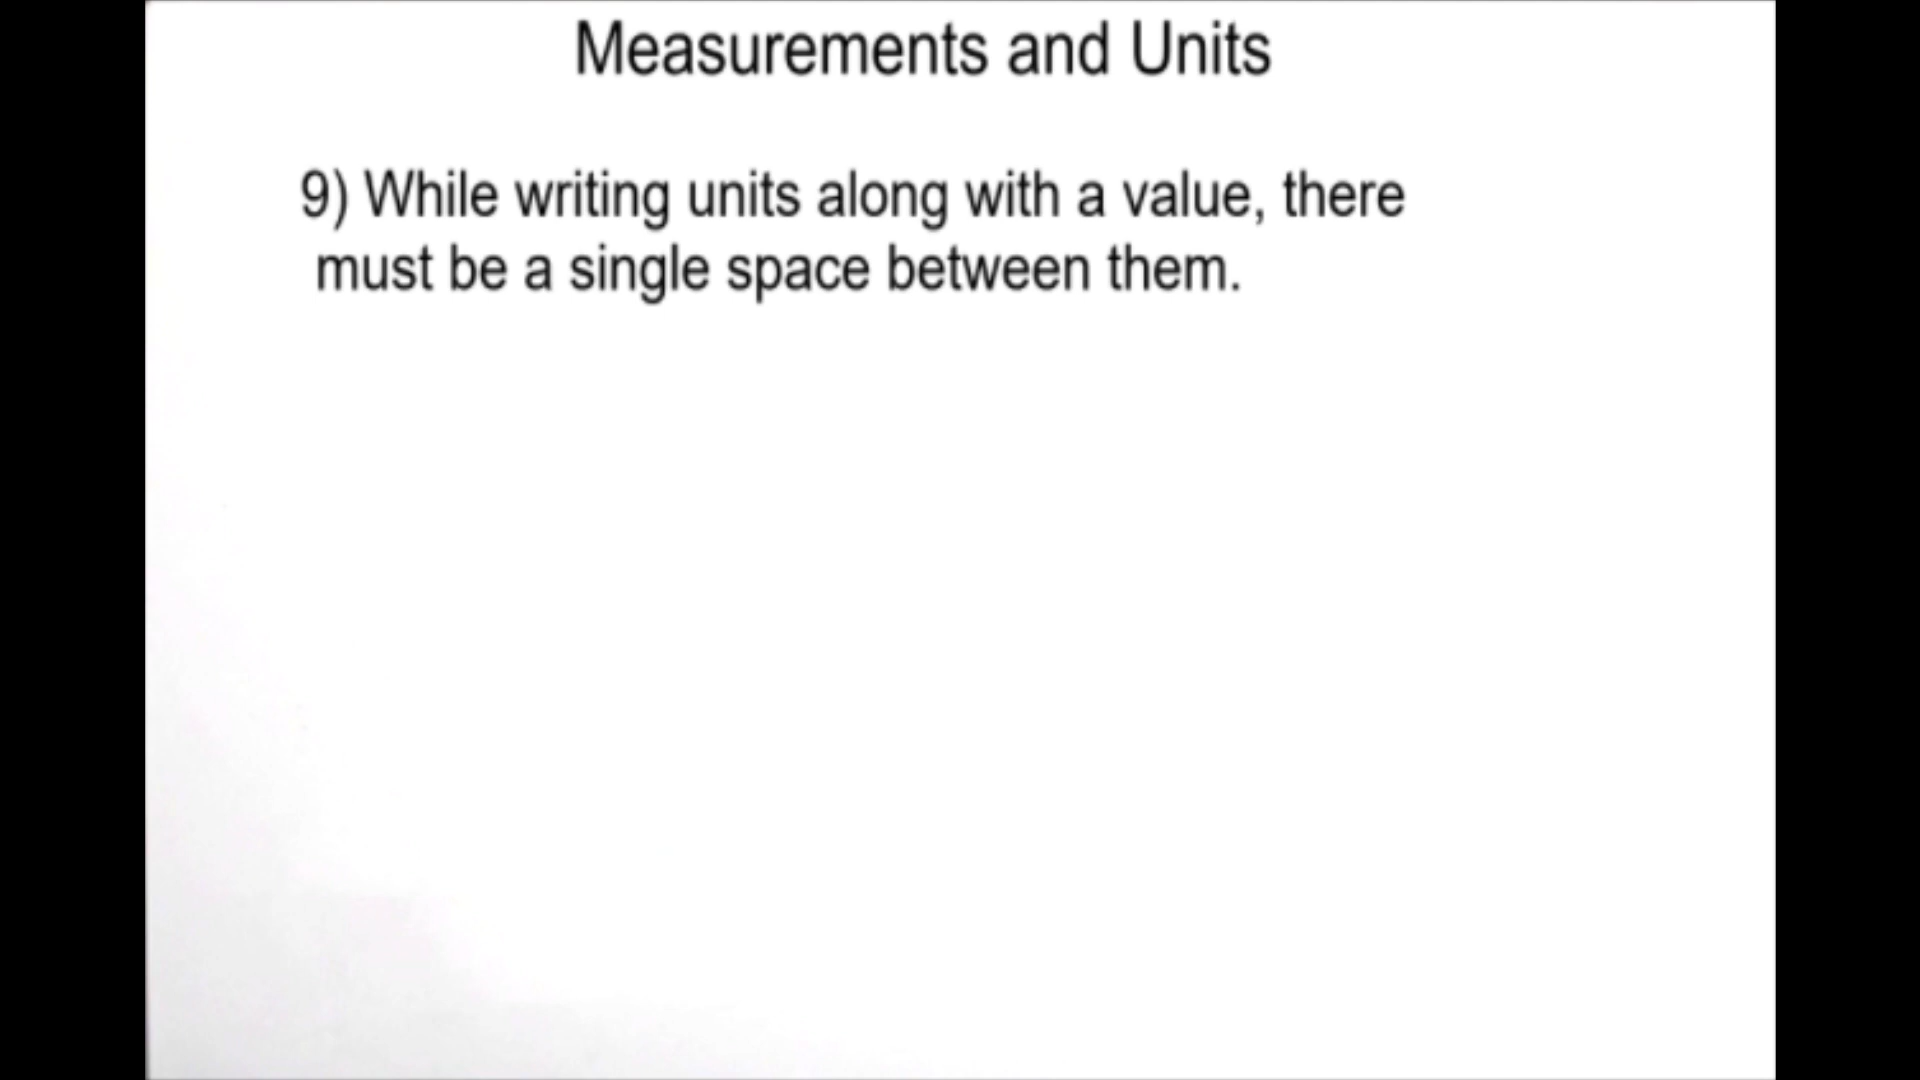 Measurements and Units
9) While writing units along with a value, there
must be a single space between them.